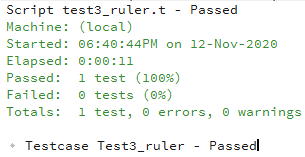 Script test3_ruler.t - Passed
Machine: (local)
Started: 06:40:44PM on 12-Nov-2020
Elapsed: 0:00:11
Passed: 1 test (100%)
Failed: 0 tests (0%)
Totals: 1 test, 0 errors, 0 warnings
Testcase Test3_ruler - Passed